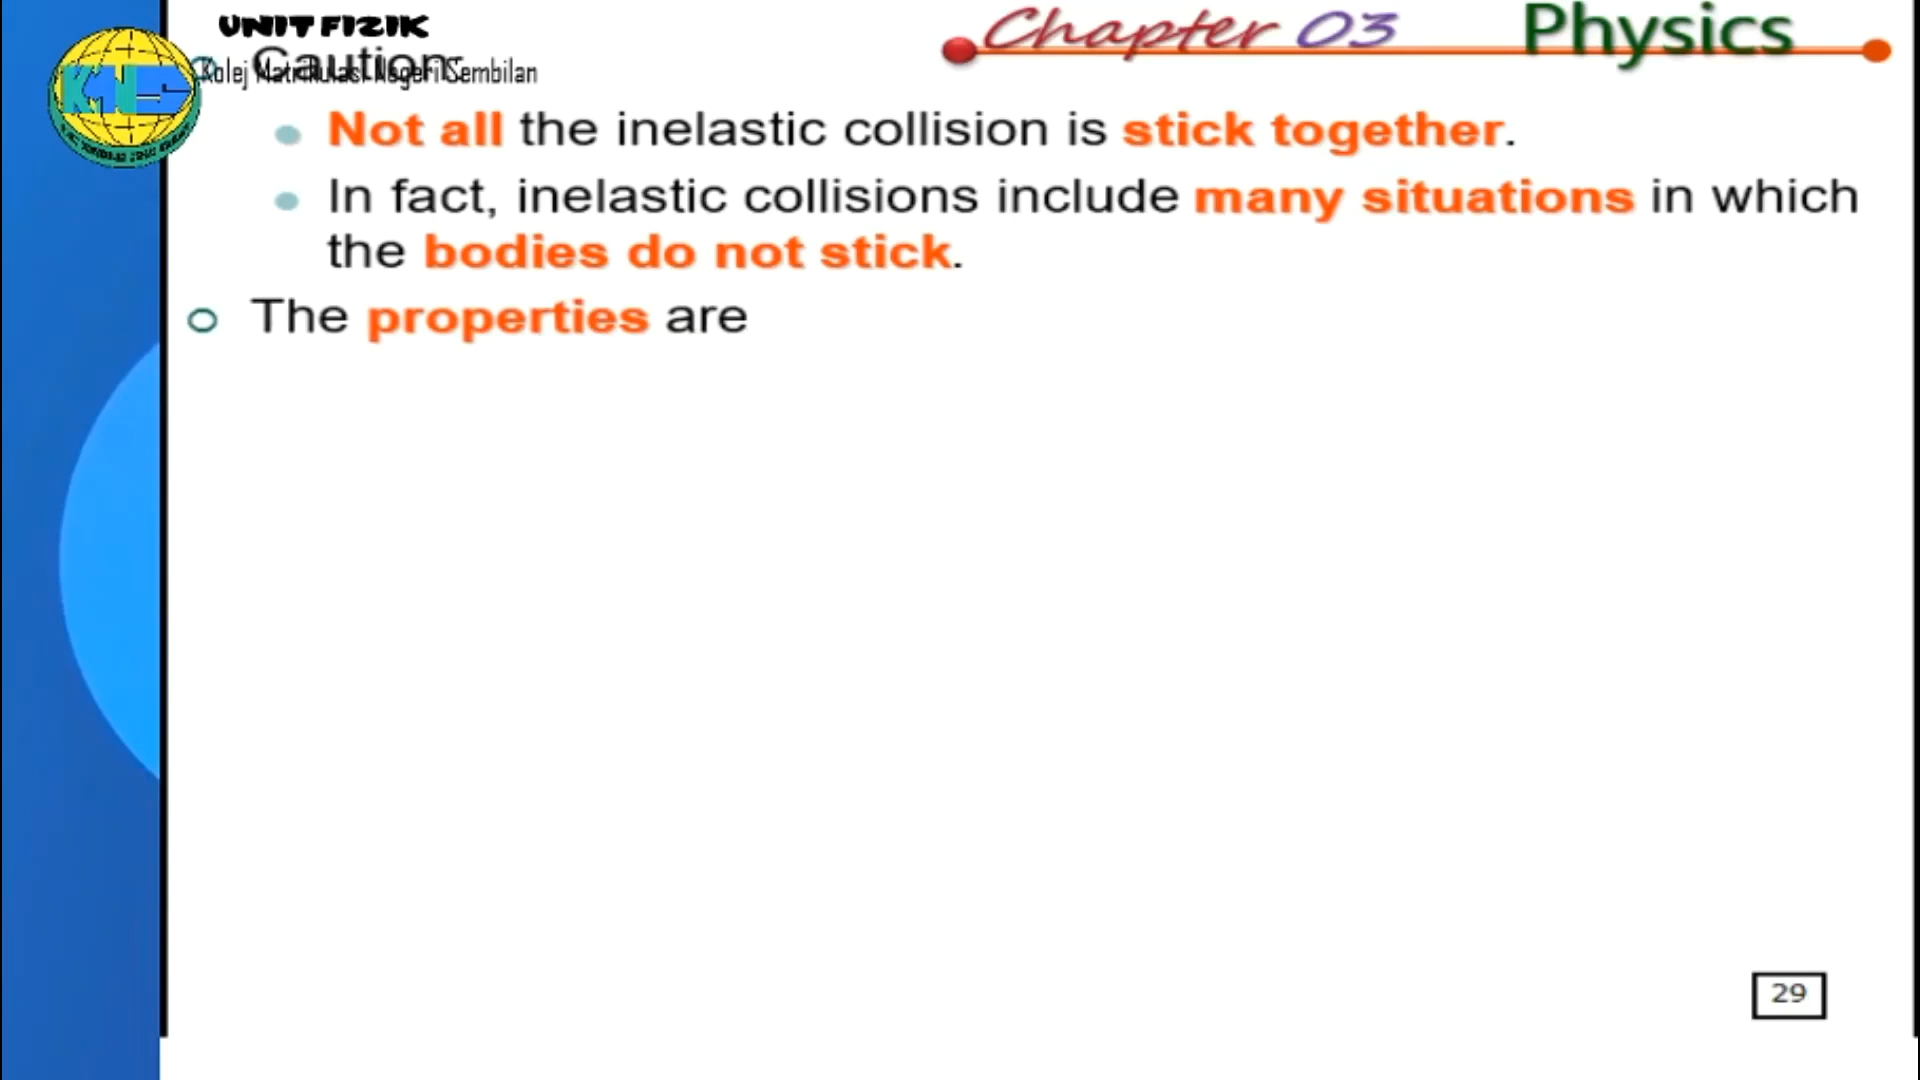 UNIT FIZIK
Kolej Matrikulasi Negeri Sembilan
Chapter 03
Physics
Caution:
Not all the inelastic collision is stick together.
In fact, inelastic collisions include many situations in which
the bodies do not stick.
The properties are
29